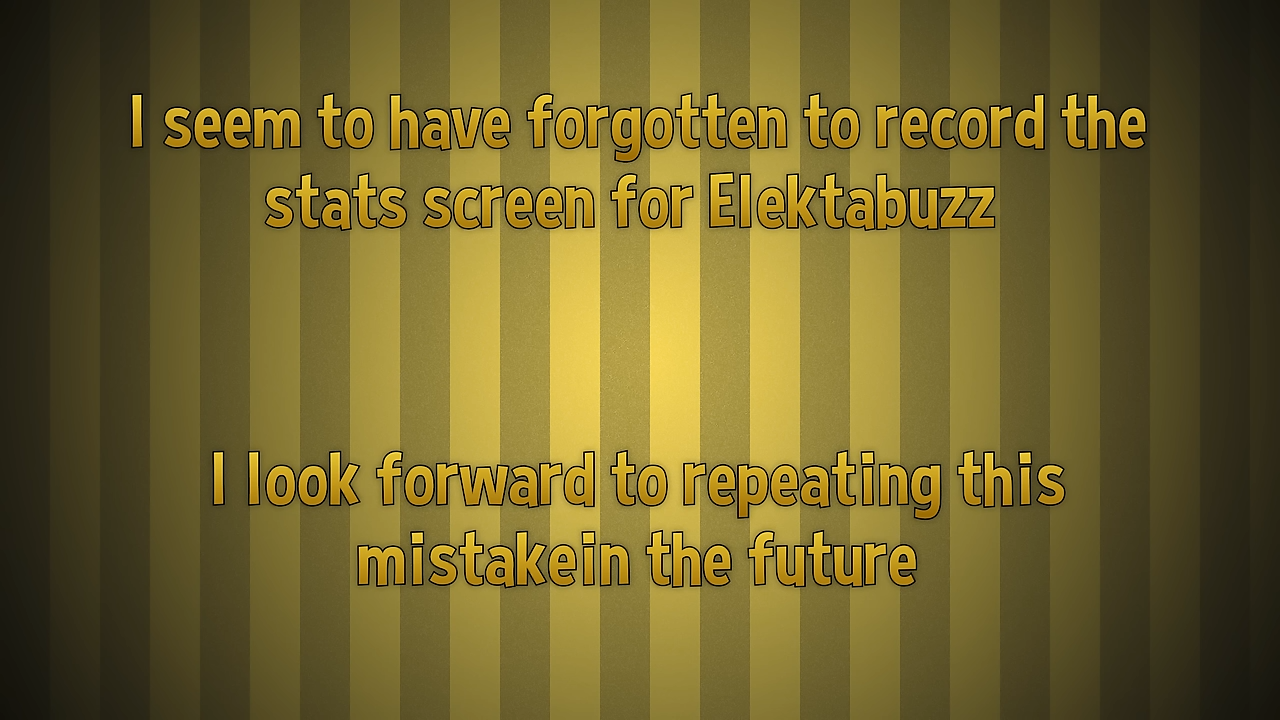 I seem to have forgotten to record the
stats screen for Elektabuzz
I look forward to repeating this
mistakein the future